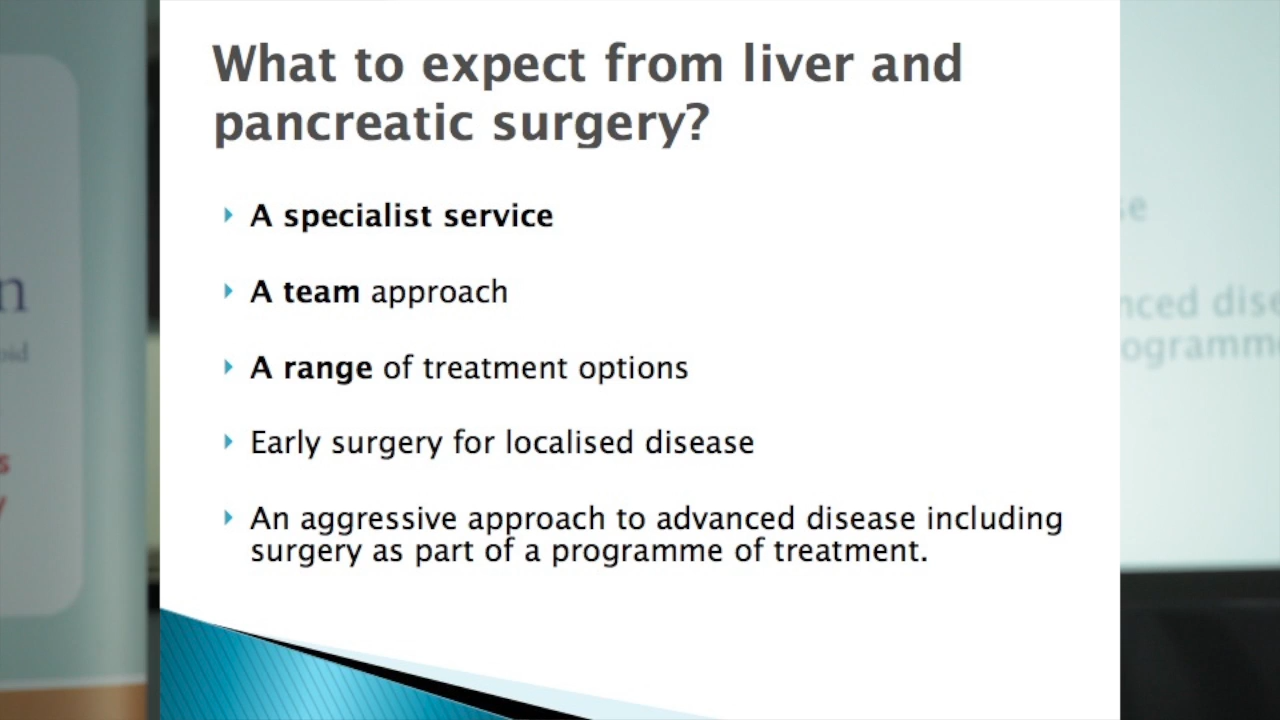 What to expect from liver and
pancreatic surgery?
A specialist service
A team approach
A range of treatment options
Early surgery for localised disease
An aggressive approach to advanced disease including
surgery as part of a programme of treatment.